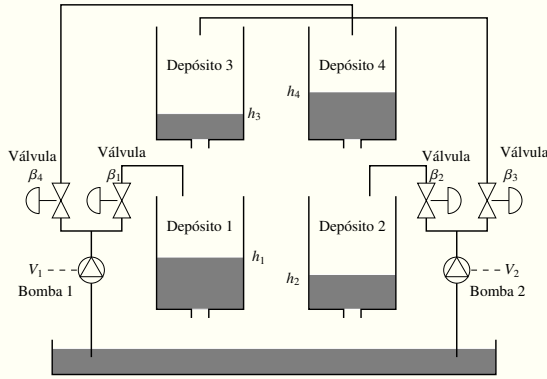 Depósito 3
Depósito 4
h3
h4
Válvula
β4
Válvula
β1
Válvula
β2
Válvula
β3
Depósito 1
Depósito 2
h1
h2
V1
Bomba 1
V2
Bomba 2